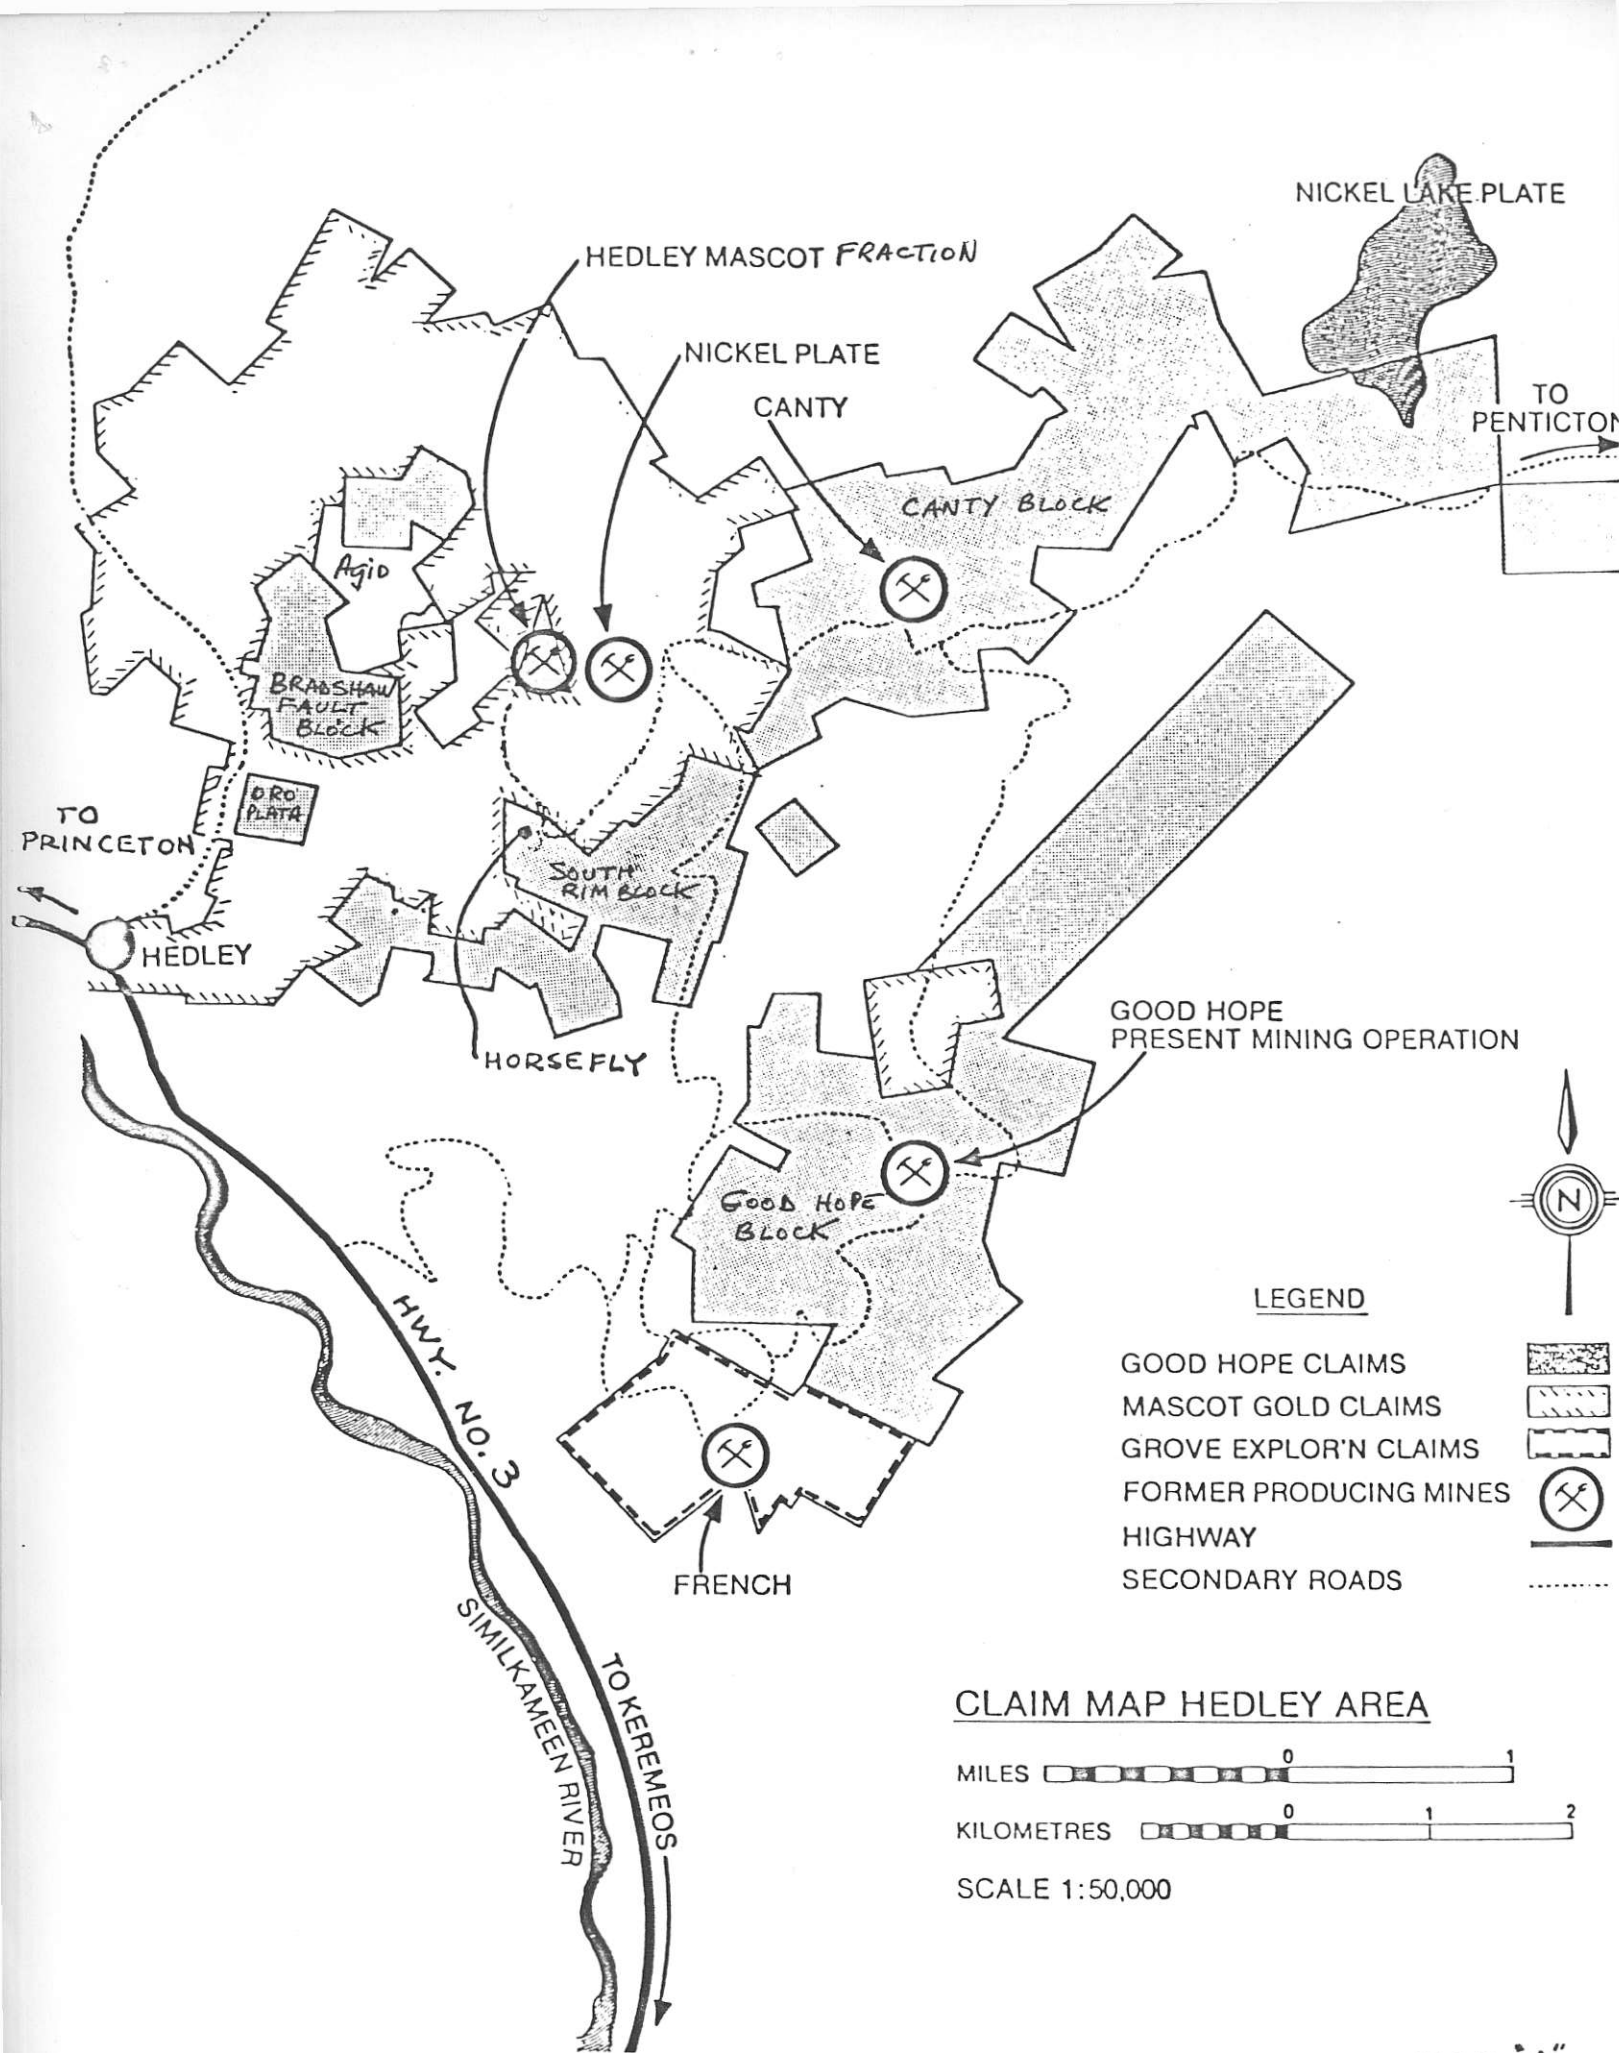 NICKEL LAKE PLATE
HEDLEY MASCOT FRACTION
NICKEL PLATE
CANTY
TO
PENTICTON
CANTY BLOCK
Agio
BRADSHAW
FAULT
BLOCK
ORO
PLATA
TO
PRINCETON
SOUTH
RIM BLOCK
HEDLEY
HORSEFLY
GOOD HOPE
PRESENT MINING OPERATION
GOOD HOPE
BLOCK
N
HWY. NO. 3
LEGEND
GOOD HOPE CLAIMS
MASCOT GOLD CLAIMS
GROVE EXPLOR'N CLAIMS
FORMER PRODUCING MINES
HIGHWAY
SECONDARY ROADS
FRENCH
SIMILKAMEEN RIVER
TO KEREMEOS
CLAIM MAP HEDLEY AREA
0 1
MILES
0 1 2
KILOMETRES
SCALE 1:50,000